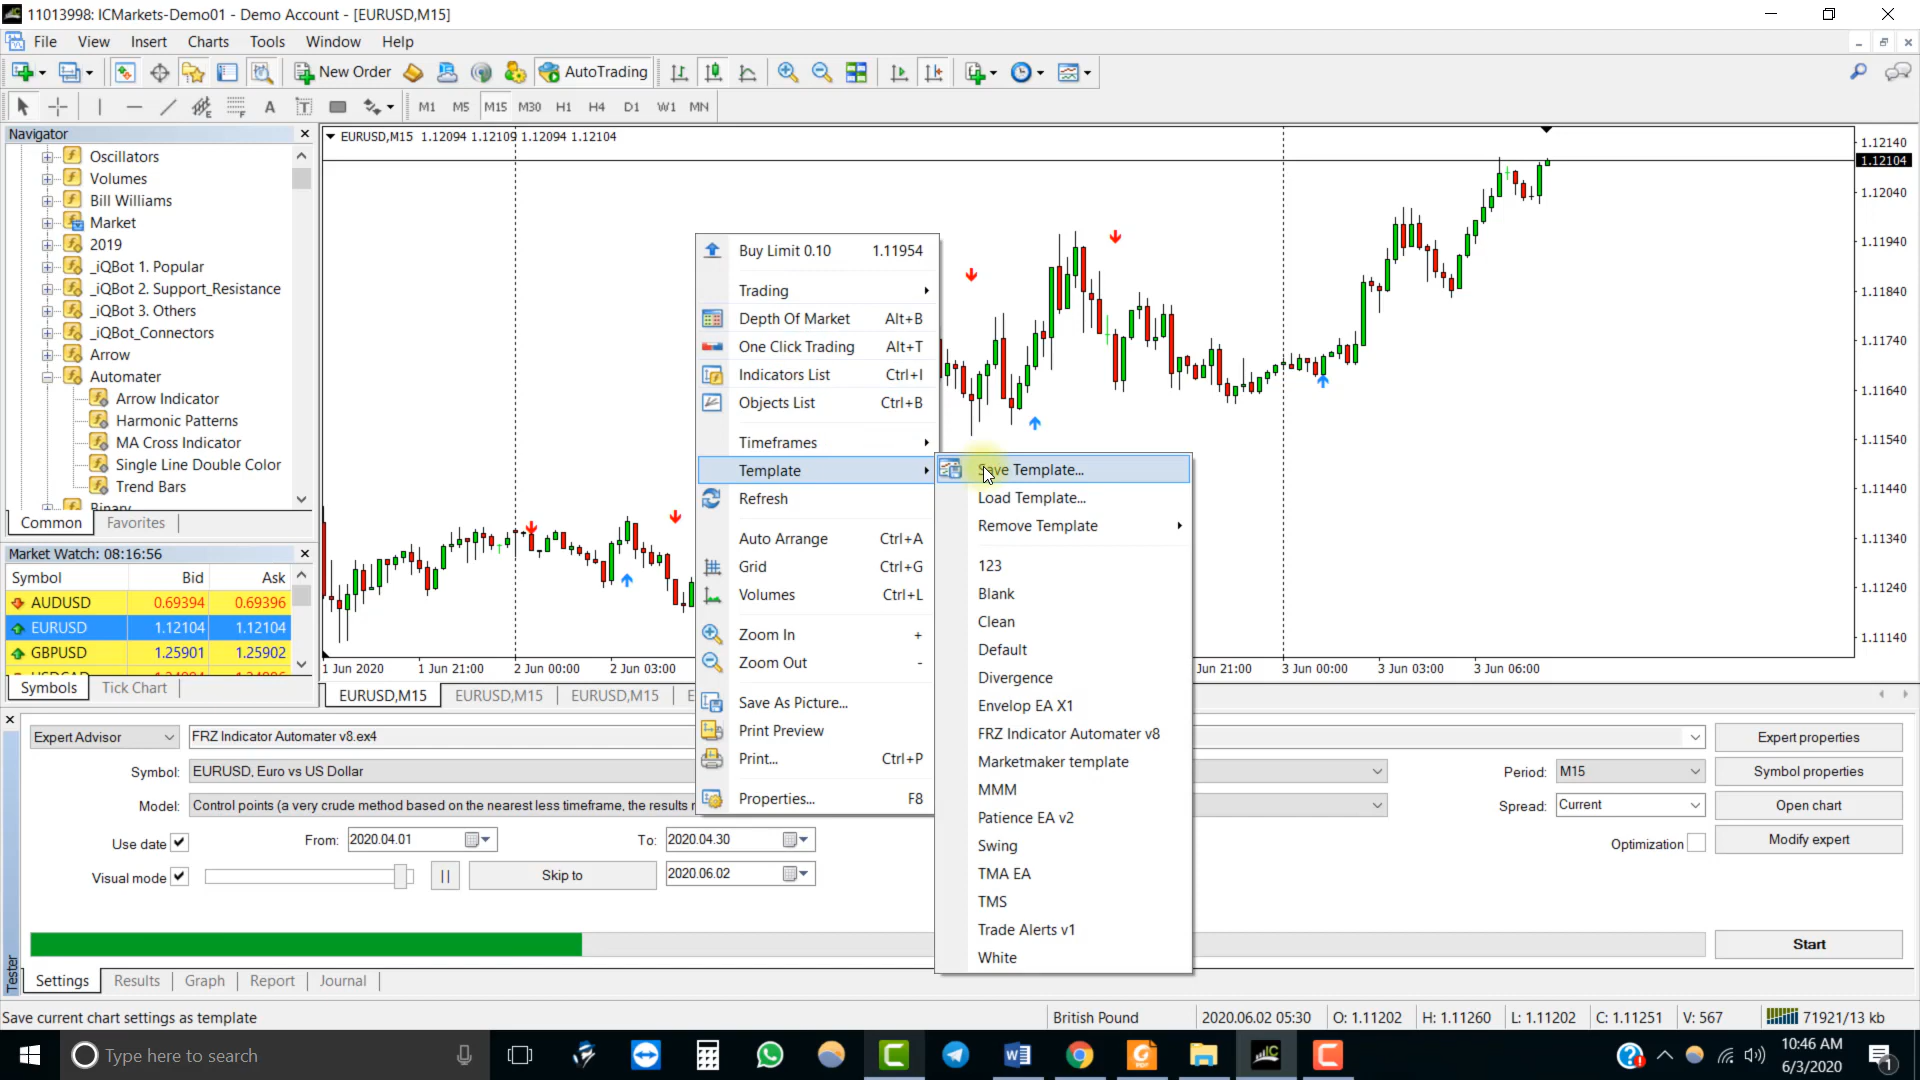 11013998: ICMarkets-Demo01 - Demo Account - [EURUSD,M15]
File View Insert Charts Tools Window Help
New Order AutoTrading
M1 M5 M15 M30 H1 H4 D1 W1 MN
Navigator
Oscillators
Volumes
Bill Williams
Market
2019
_iQBot 1. Popular
_iQBot 2. Support_Resistance
_iQBot 3. Others
_iQBot_Connectors
Arrow
Automater
Arrow Indicator
Harmonic Patterns
MA Cross Indicator
Single Line Double Color
Trend Bars
Binary
Common Favorites
Market Watch: 08:16:56
Symbol Bid Ask
AUDUSD 0.69394 0.69396
EURUSD 1.12104 1.12104
GBPUSD 1.25901 1.25902
Symbols Tick Chart
EURUSD,M15 1.12094 1.12109 1.12094 1.12104
1.12140
1.12104
1.12040
1.11940
1.11840
1.11740
1.11640
1.11540
1.11440
1.11340
1.11240
1.11140
1 Jun 2020 1 Jun 21:00 2 Jun 00:00 2 Jun 03:00 Jun 21:00 3 Jun 00:00 3 Jun 03:00 3 Jun 06:00
EURUSD,M15 EURUSD,M15 EURUSD,M15 E
Buy Limit 0.10 1.11954
Trading
Depth Of Market Alt+B
One Click Trading Alt+T
Indicators List Ctrl+I
Objects List Ctrl+B
Timeframes
Template
Refresh
Auto Arrange Ctrl+A
Grid Ctrl+G
Volumes Ctrl+L
Zoom In +
Zoom Out -
Save As Picture...
Print Preview
Print... Ctrl+P
Properties... F8
Save Template...
Load Template...
Remove Template
123
Blank
Clean
Default
Divergence
Envelop EA X1
FRZ Indicator Automater v8
Marketmaker template
MMM
Patience EA v2
Swing
TMA EA
TMS
Trade Alerts v1
White
Expert Advisor FRZ Indicator Automater v8.ex4 Expert properties
Symbol: EURUSD, Euro vs US Dollar Period: M15 Symbol properties
Model: Control points (a very crude method based on the nearest less timeframe, the results Spread: Current Open chart
Use date From: 2020.04.01 To: 2020.04.30 Optimization Modify expert
Visual mode Skip to 2020.06.02
Start
Tester
Settings Results Graph Report Journal
Save current chart settings as template British Pound 2020.06.02 05:30 O: 1.11202 H: 1.11260 L: 1.11202 C: 1.11251 V: 567 71921/13 kb
Type here to search
10:46 AM
6/3/2020
1